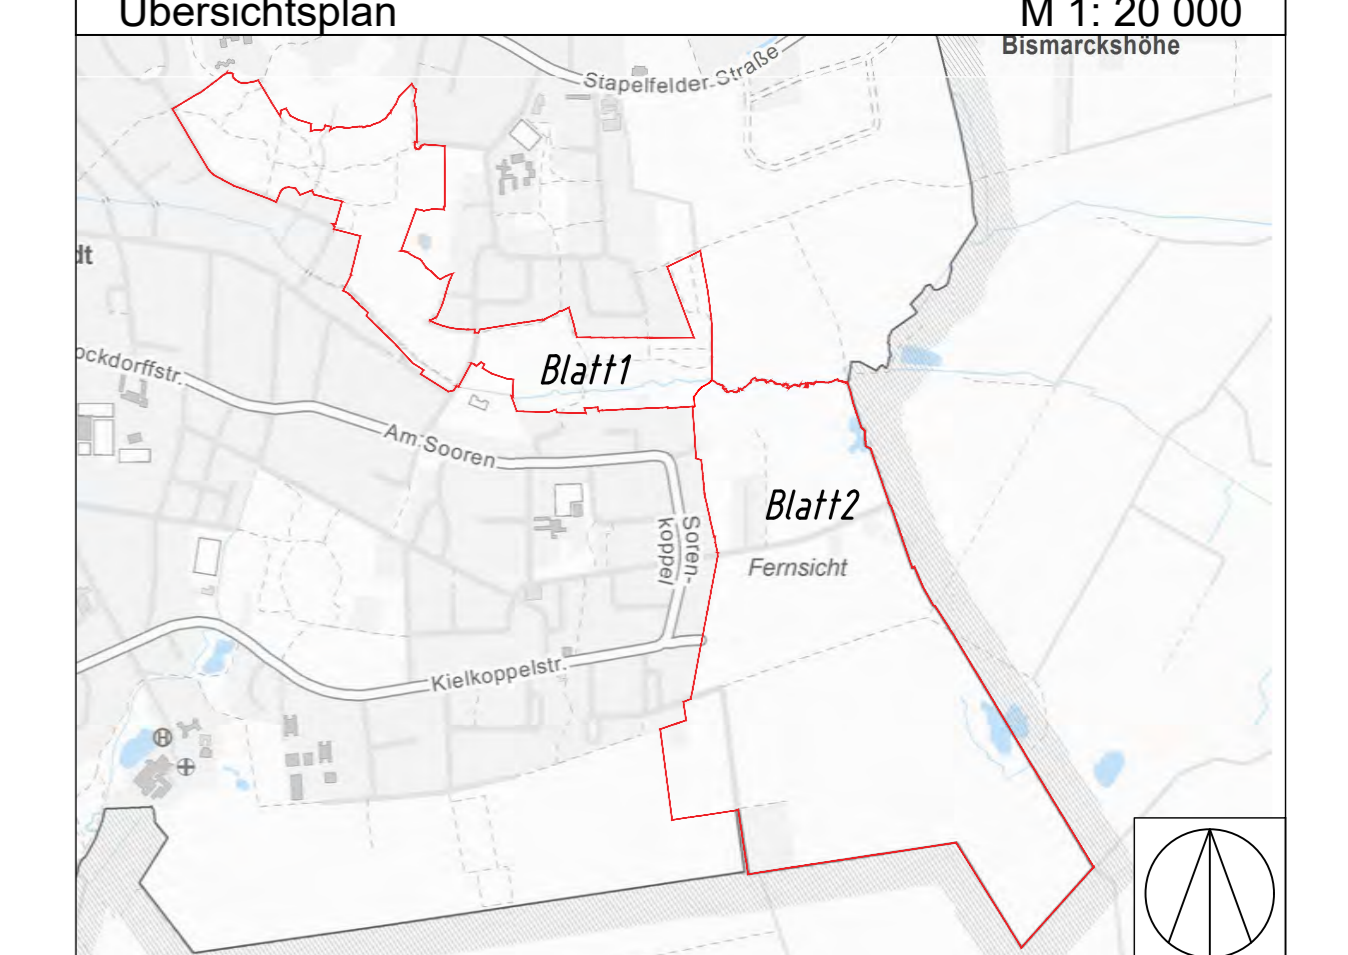 Übersichtsplan
M 1: 20 000
Bismarckshöhe
Stapelfelder Straße
dt
ockdorffstr.
Blatt1
Am Sooren
Blatt2
Soren-
koppel
Fernsicht
Kielkoppelstr.
H